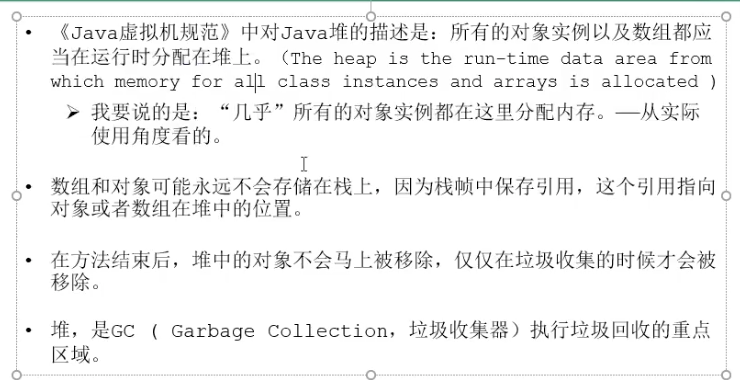 • 《Java虚拟机规范》中对Java堆的描述是：所有的对象实例以及数组都应
当在运行时分配在堆上。（The heap is the run-time data area from
which memory for all class instances and arrays is allocated )
➢ 我要说的是：“几乎”所有的对象实例都在这里分配内存。——从实际
使用角度看的。
• 数组和对象可能永远不会存储在栈上，因为栈帧中保存引用，这个引用指向
对象或者数组在堆中的位置。
• 在方法结束后，堆中的对象不会马上被移除，仅仅在垃圾收集的时候才会被
移除。
• 堆，是GC ( Garbage Collection，垃圾收集器）执行垃圾回收的重点
区域。